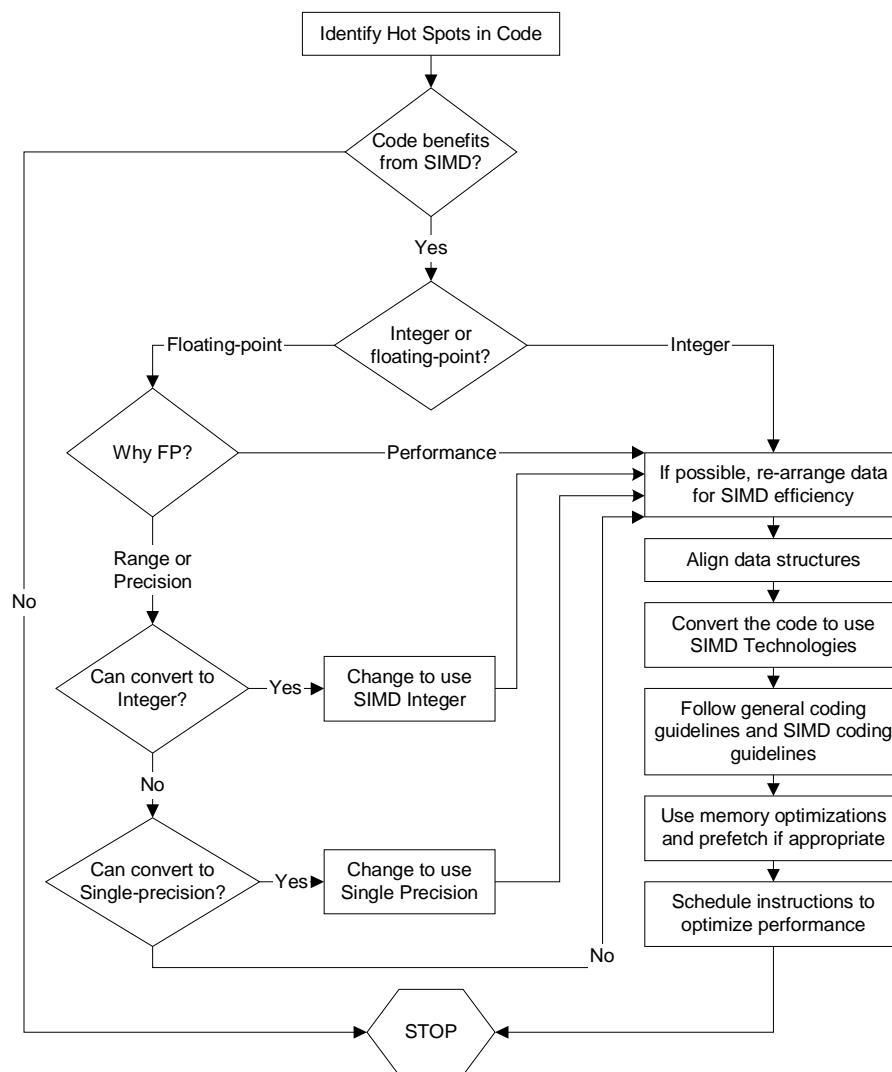 Identify Hot Spots in Code
Code benefits
from SIMD?
Yes
Integer or
floating-point?
Floating-point
Integer
Why FP?
Performance
If possible, re-arrange data
for SIMD efficiency
Range or
Precision
Align data structures
No
Convert the code to use
SIMD Technologies
Can convert to
Integer?
Yes
Change to use
SIMD Integer
Follow general coding
guidelines and SIMD coding
guidelines
No
Use memory optimizations
and prefetch if appropriate
Can convert to
Single-precision?
Yes
Change to use
Single Precision
Schedule instructions to
optimize performance
No
STOP